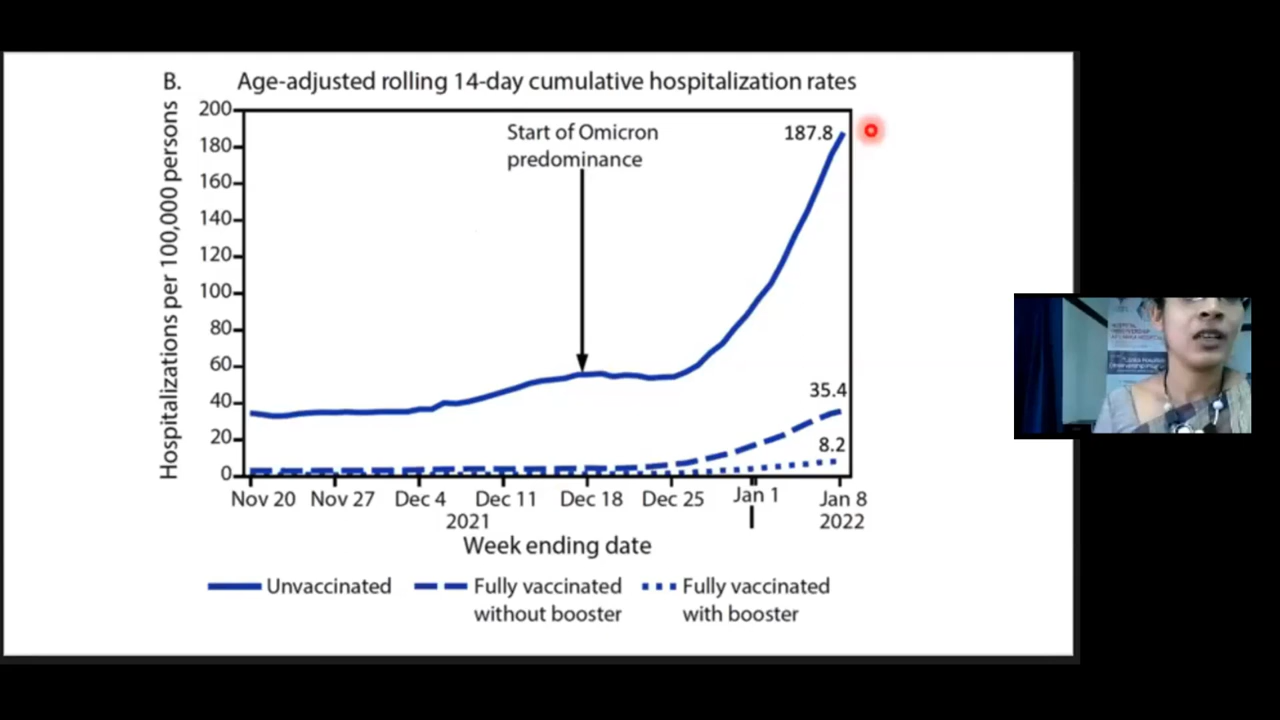 B. Age-adjusted rolling 14-day cumulative hospitalization rates
Hospitalizations per 100,000 persons
200
180
160
140
120
100
80
60
40
20
0
Start of Omicron
predominance
187.8
35.4
8.2
Nov 20 Nov 27 Dec 4 Dec 11 Dec 18 Dec 25 Jan 1 Jan 8
2021 2022
Week ending date
Unvaccinated Fully vaccinated Fully vaccinated
without booster with booster
HOSPITAL